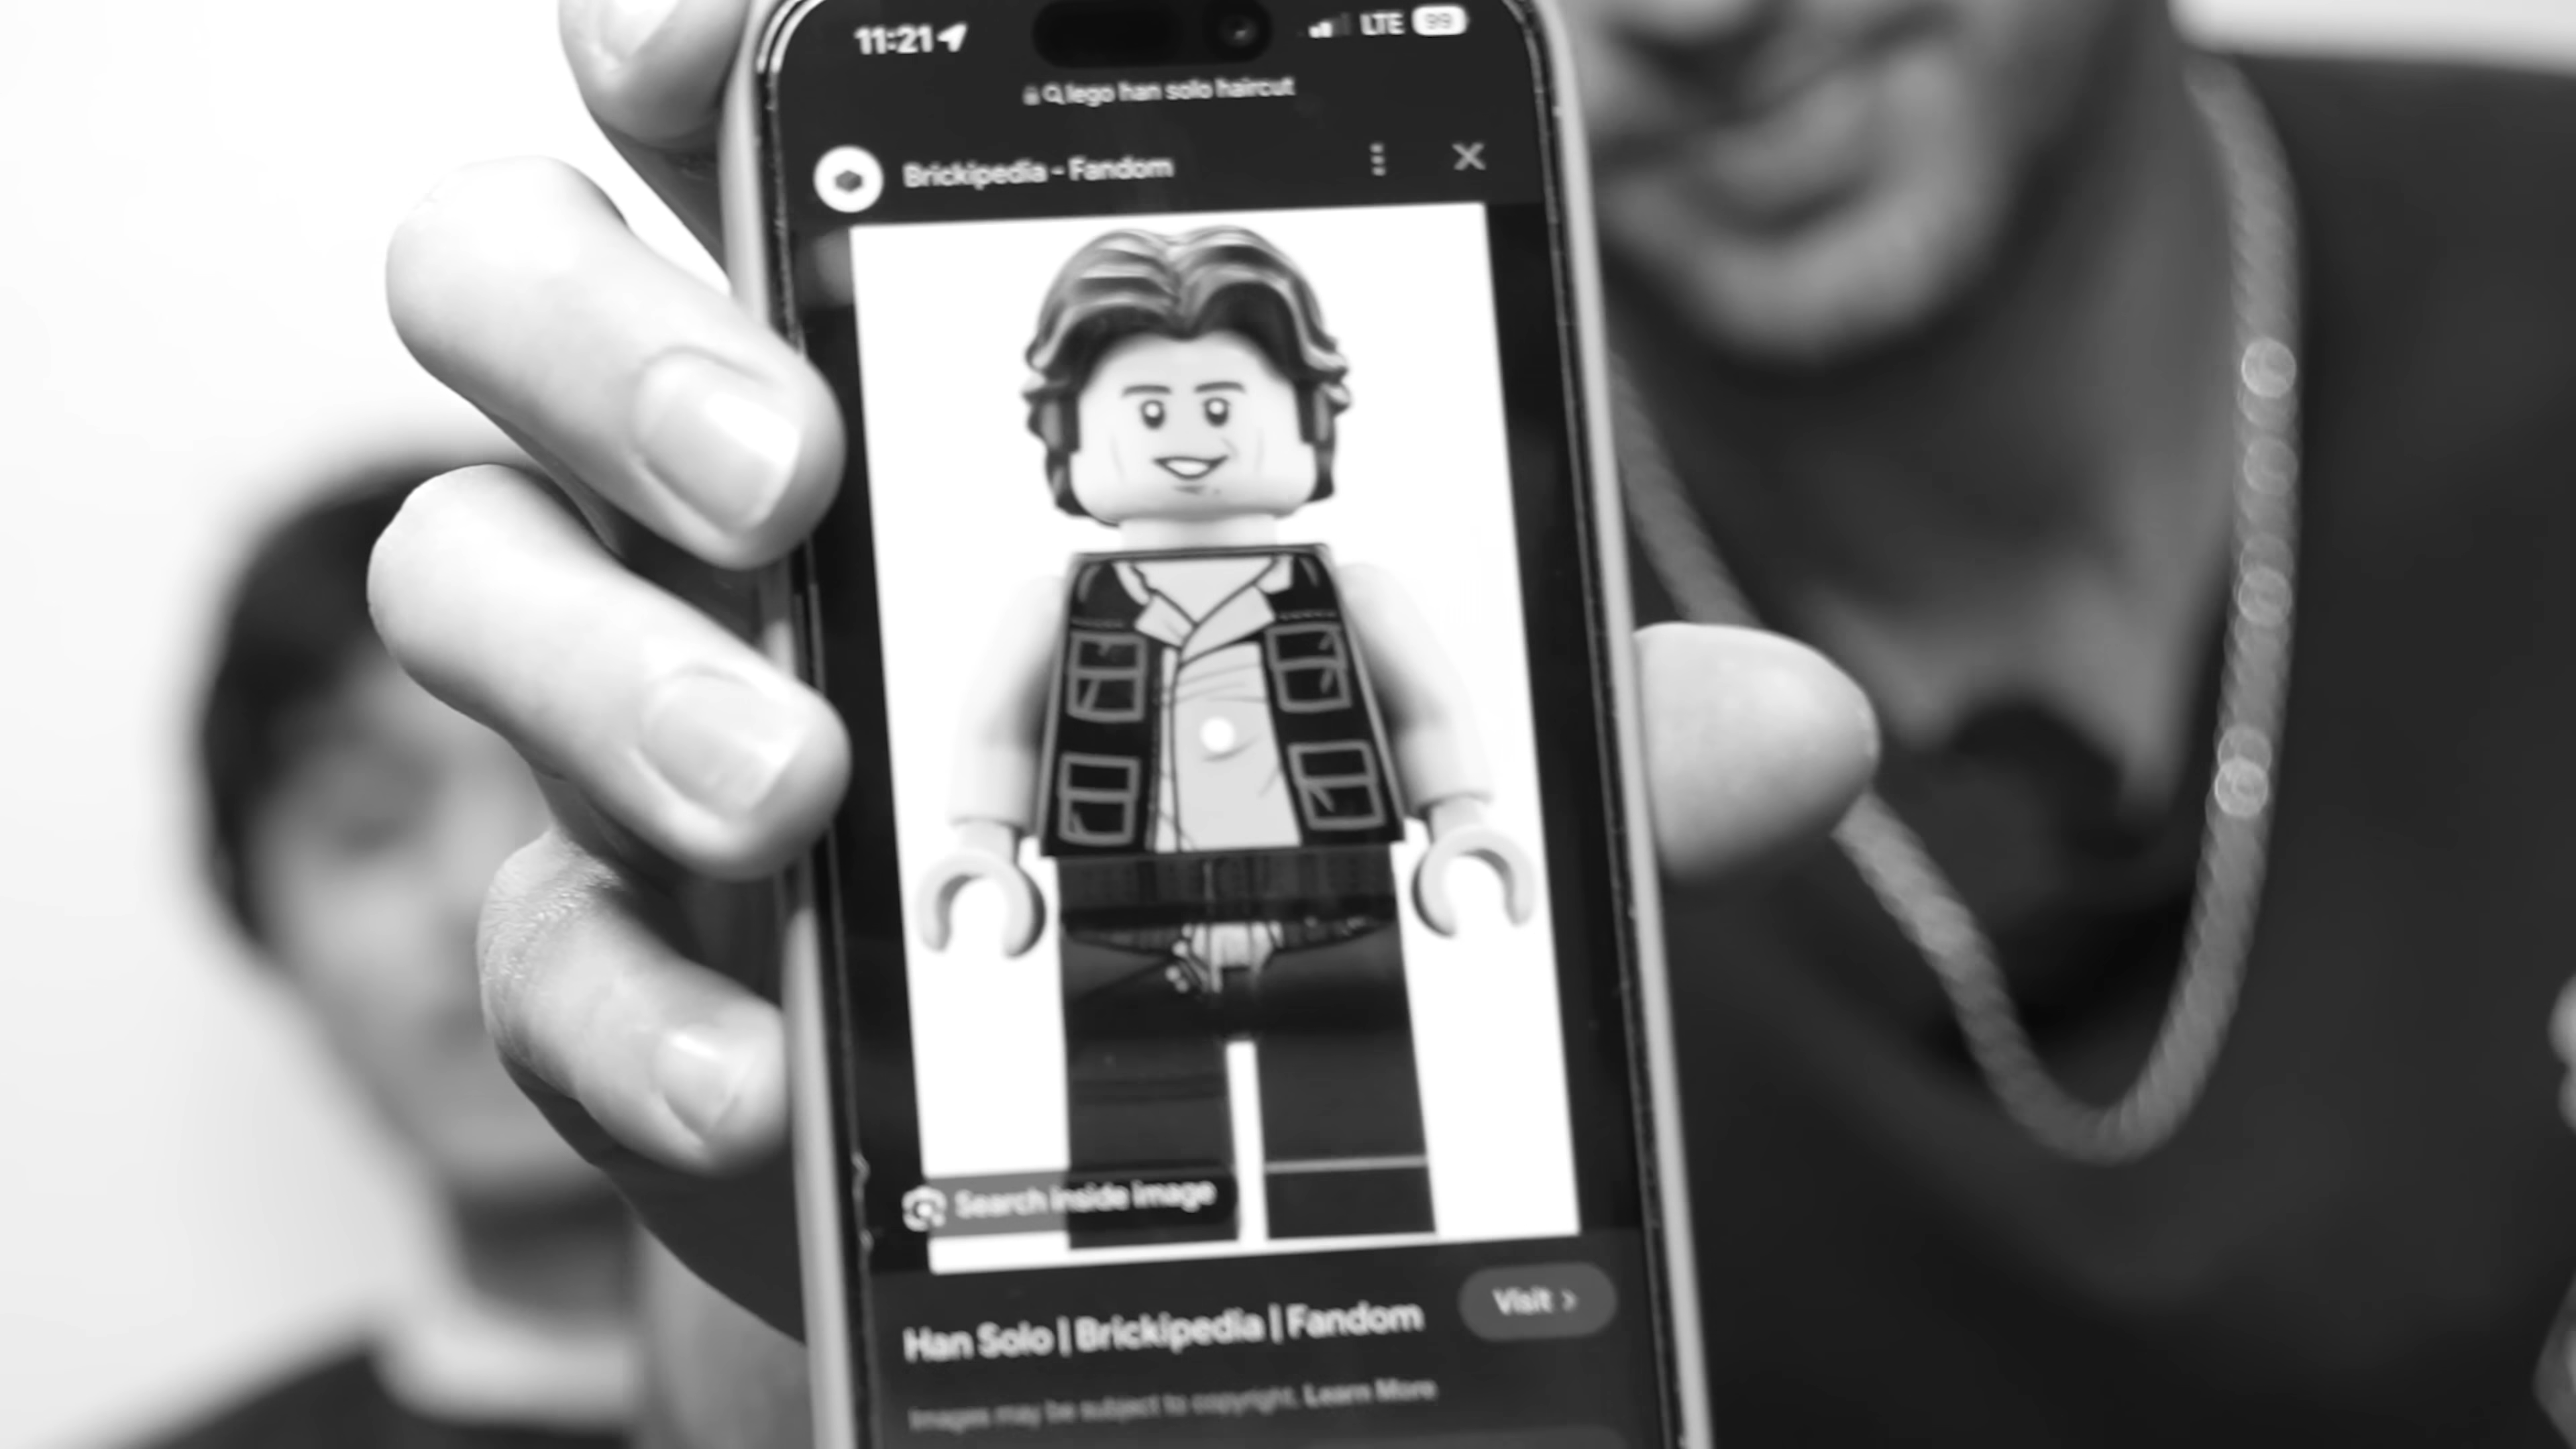 11:21 LTE 99
lego han solo haircut
Brickipedia - Fandom
Search inside image
Han Solo | Brickipedia | Fandom
Visit >
Images may be subject to copyright. Learn More